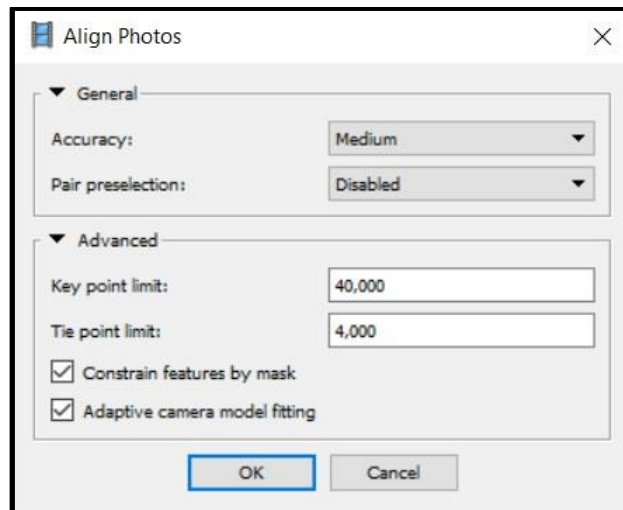 Align Photos
General
Accuracy: Medium
Pair preselection: Disabled
Advanced
Key point limit: 40,000
Tie point limit: 4,000
Constrain features by mask
Adaptive camera model fitting
OK Cancel